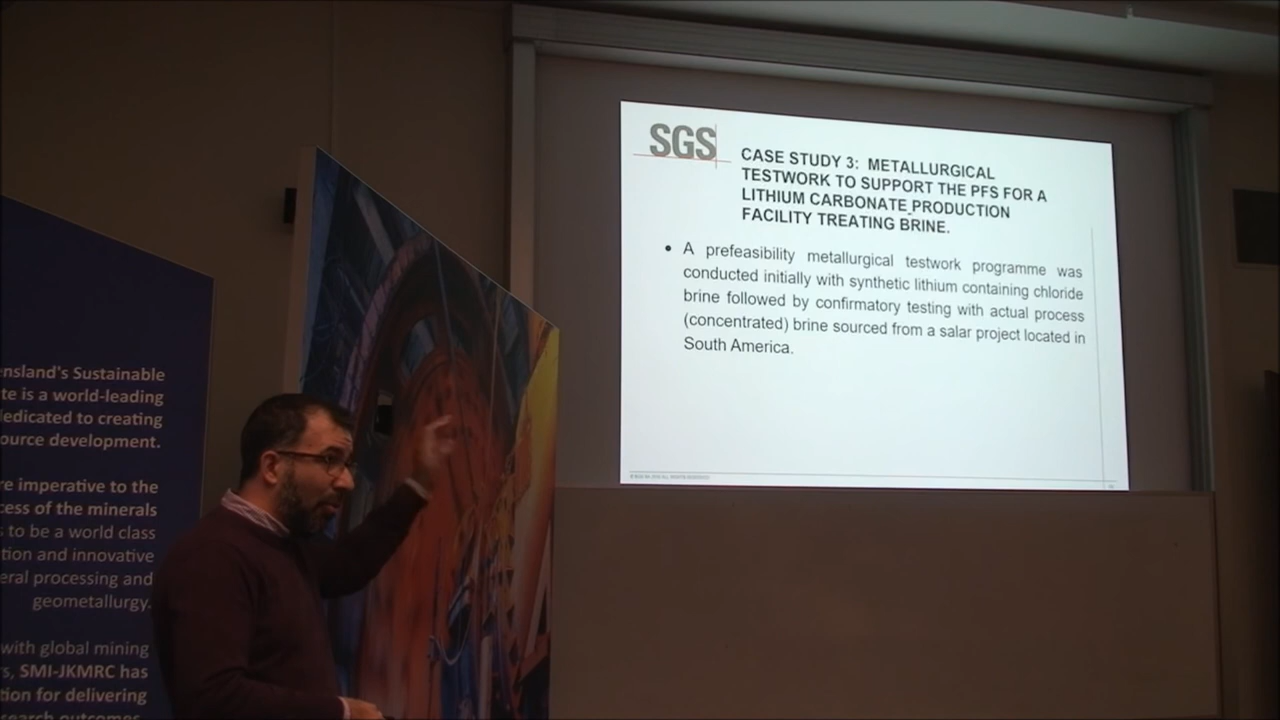 SGS
CASE STUDY 3: METALLURGICAL
TESTWORK TO SUPPORT THE PFS FOR A
LITHIUM CARBONATE PRODUCTION
FACILITY TREATING BRINE.
• A prefeasibility metallurgical testwork programme was
conducted initially with synthetic lithium containing chloride
brine followed by confirmatory testing with actual process
(concentrated) brine sourced from a salar project located in
South America.
ensland's Sustainable
te is a world-leading
dedicated to creating
ource development.
re imperative to the
cess of the minerals
s to be a world class
tion and innovative
eral processing and
geometallurgy.
with global mining
s, SMI-JKMRC has
tion for delivering
search outcomes